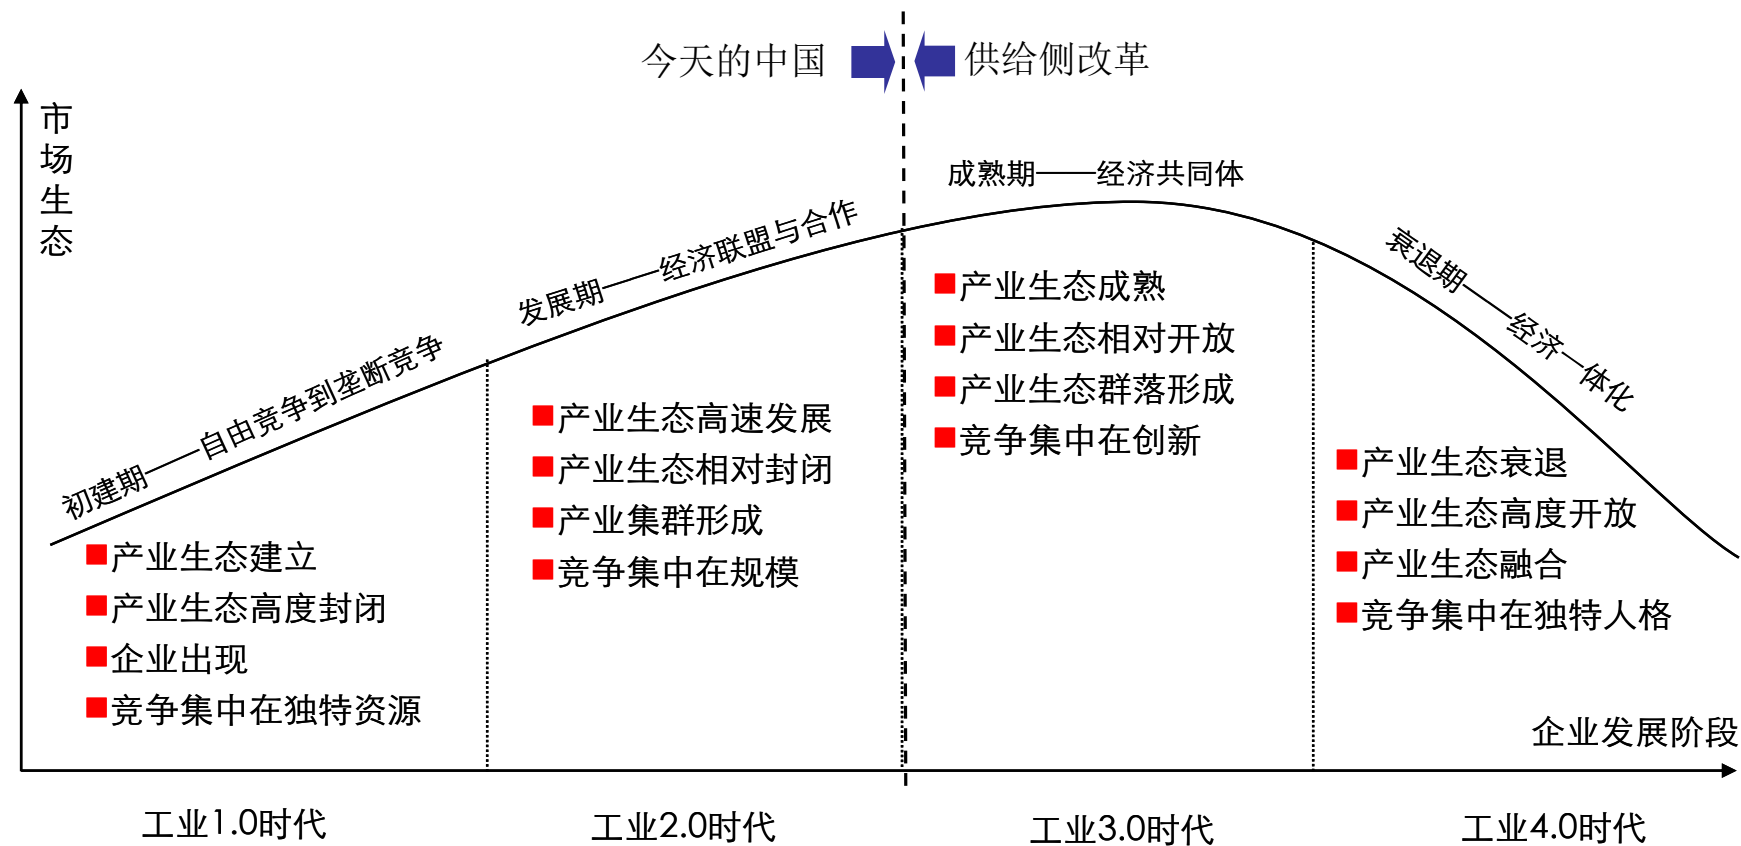 今天的中国
供给侧改革
市场生态
初建期——自由竞争到垄断竞争
发展期——经济联盟与合作
成熟期——经济共同体
衰退期——经济一体化
■产业生态建立
■产业生态高度封闭
■企业出现
■竞争集中在独特资源
■产业生态高速发展
■产业生态相对封闭
■产业集群形成
■竞争集中在规模
■产业生态成熟
■产业生态相对开放
■产业生态群落形成
■竞争集中在创新
■产业生态衰退
■产业生态高度开放
■产业生态融合
■竞争集中在独特人格
企业发展阶段
工业1.0时代
工业2.0时代
工业3.0时代
工业4.0时代